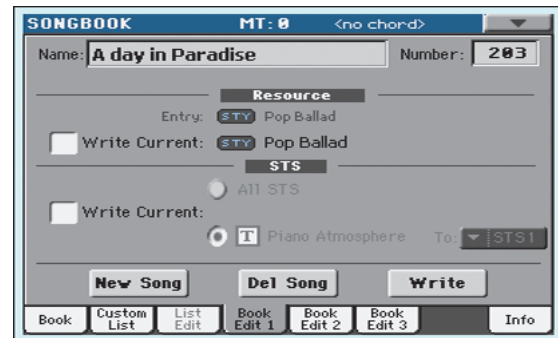 SONGBOOK MT:0 <no chord>
Name: A day in Paradise Number: 203
Resource
Entry: STY Pop Ballad
Write Current: STY Pop Ballad
STS
All STS
Write Current:
T Piano Atmosphere To: STS1
New Song Del Song Write
Book Custom List List Edit Book Edit 1 Book Edit 2 Book Edit 3 Info